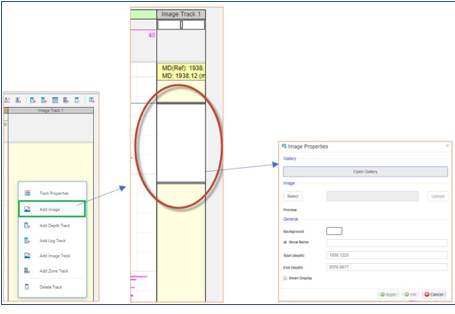 Image Track 1
Track Properties
Add Image
Add Depth Track
Add Log Track
Add Image Track
Add Zone Track
Delete Track
Image Track 1
40
MD(Ref): 1938.
MD: 1938.12 (m
Image Properties
Gallery
Open Gallery
Image
Select
Upload
Preview
General
Background
Show Name
Start (depth)
1938.1223
End (depth)
Smart Display
Apply
OK
Cancel